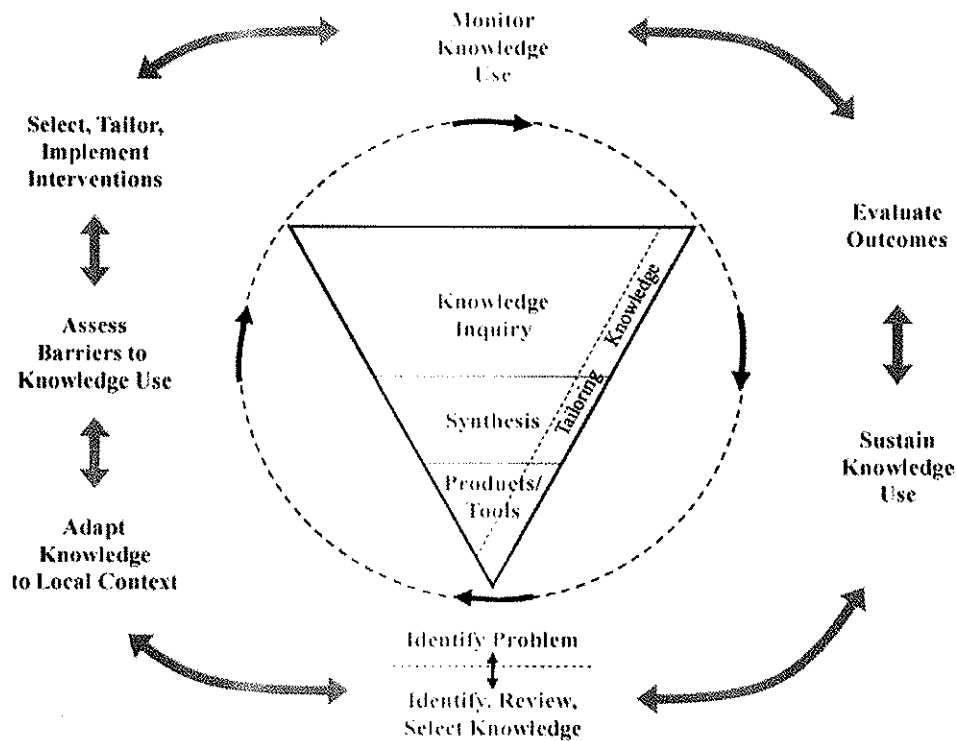 Monitor
Knowledge
Use
Select, Tailor,
Implement
Interventions
Evaluate
Outcomes
Knowledge
Inquiry
Tailoring Knowledge
Assess
Barriers to
Knowledge Use
Synthesis
Sustain
Knowledge
Use
Products/
Tools
Adapt
Knowledge
to Local Context
Identify Problem
Identify, Review,
Select Knowledge